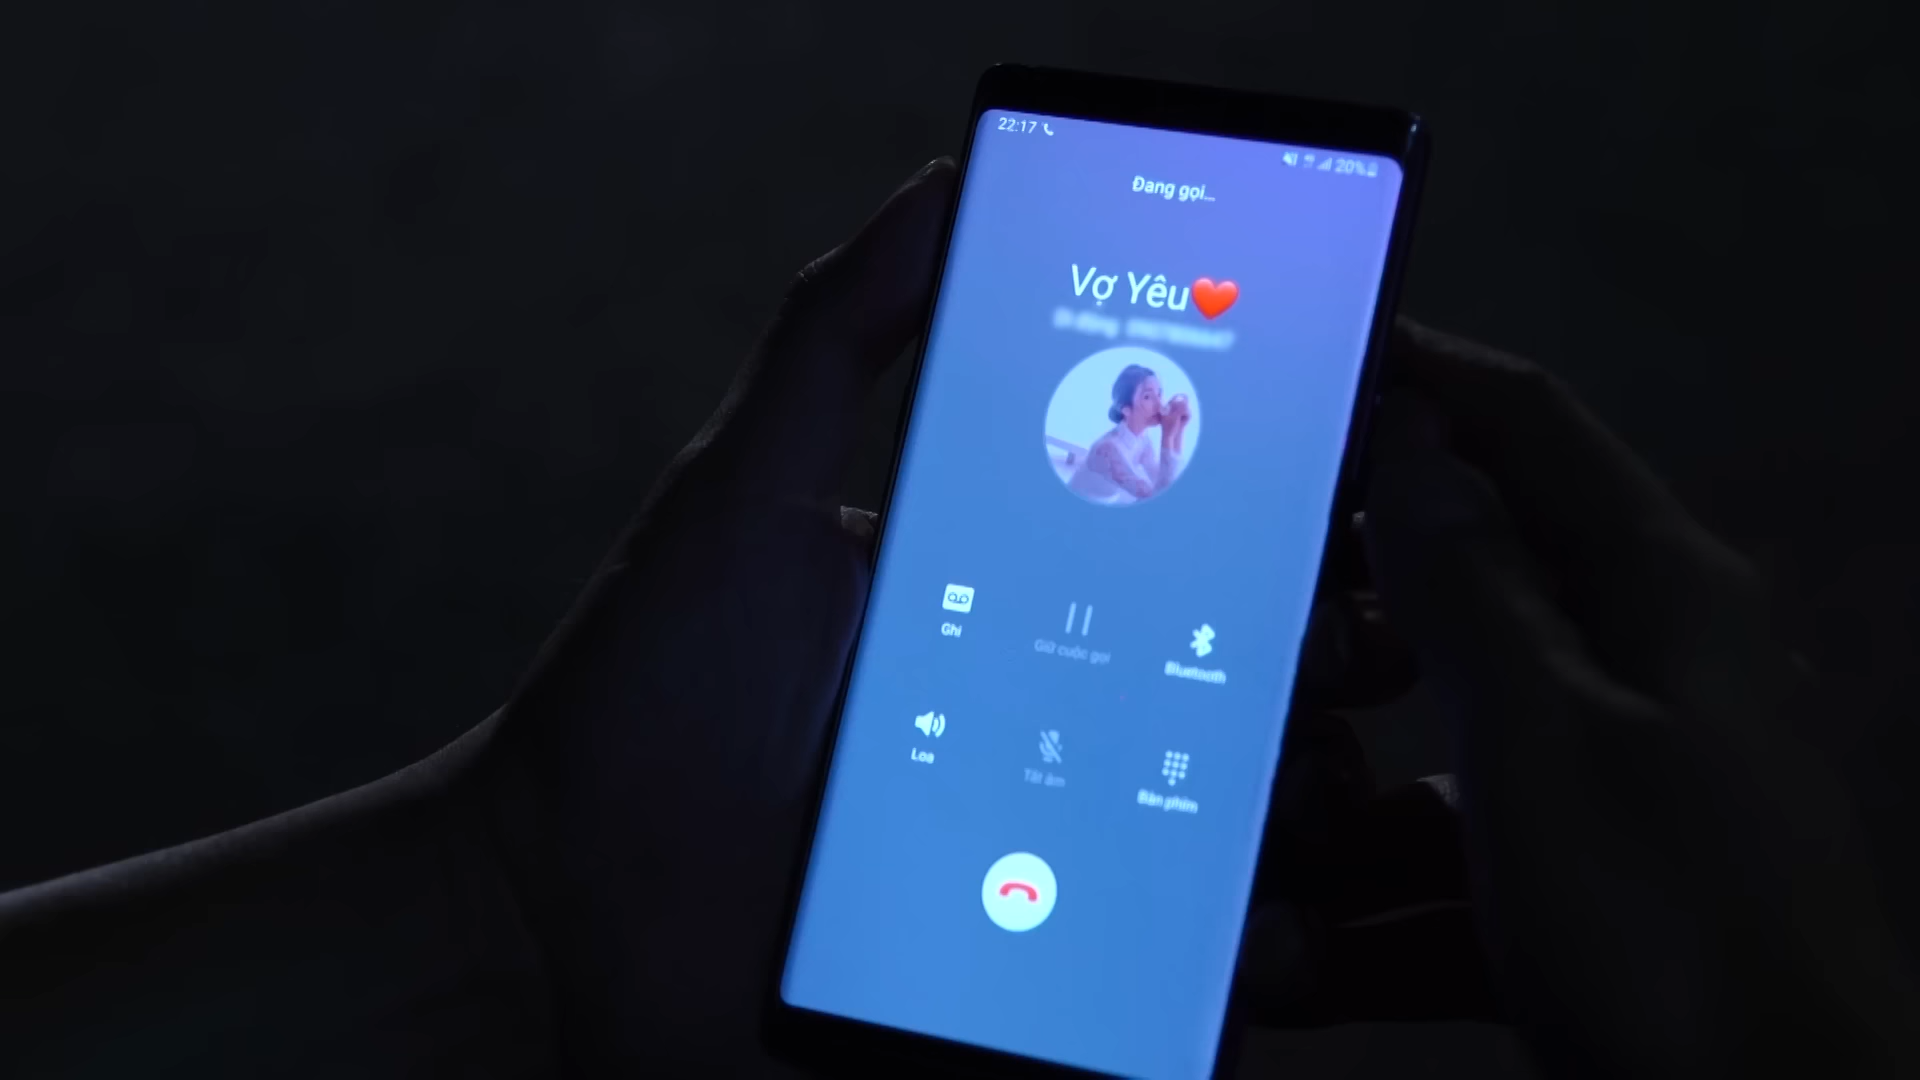 22:17
20%
Đang gọi...
Vợ Yêu❤️
Ghi
Giữ cuộc gọi
Bluetooth
Loa
Tắt âm
Bàn phím